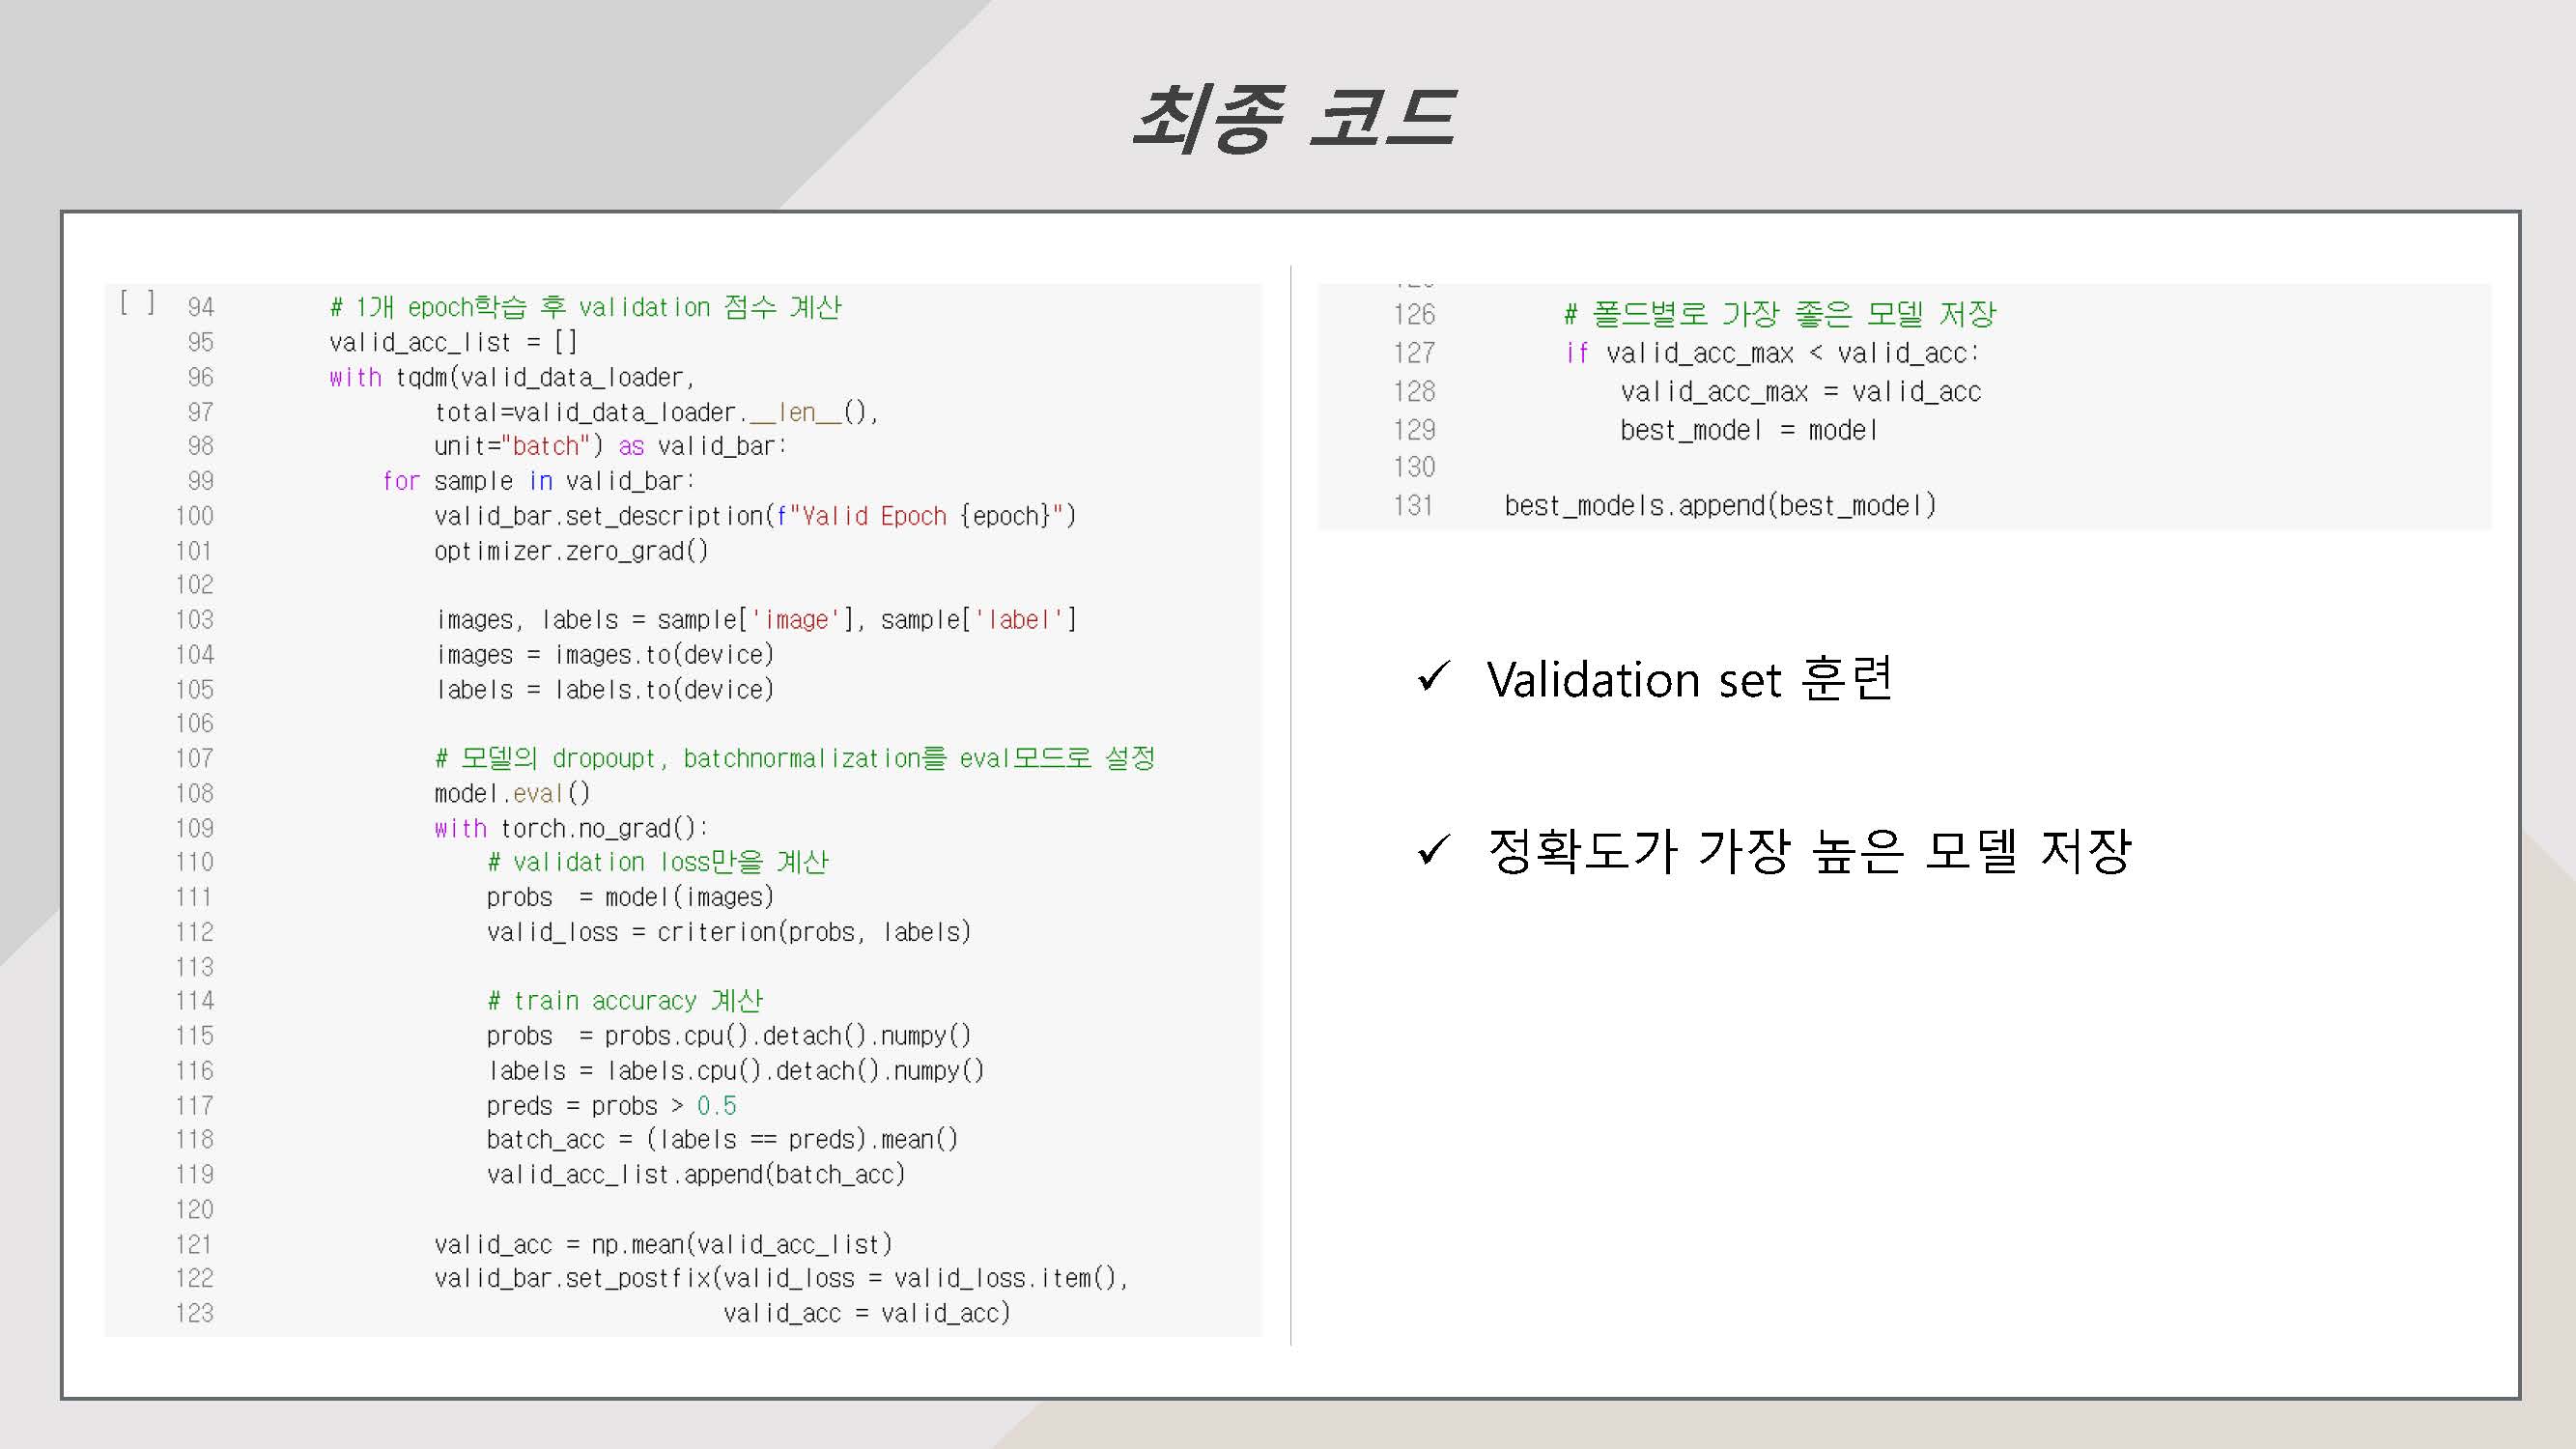 최종 코드
[ ] 94 # 1개 epoch학습 후 validation 점수 계산
95 valid_acc_list = []
96 with tqdm(valid_data_loader,
97 total=valid_data_loader.__len__(),
98 unit="batch") as valid_bar:
99 for sample in valid_bar:
100 valid_bar.set_description(f"Valid Epoch {epoch}")
101 optimizer.zero_grad()
102
103 images, labels = sample['image'], sample['label']
104 images = images.to(device)
105 labels = labels.to(device)
106
107 # 모델의 dropoupt, batchnormalization를 eval모드로 설정
108 model.eval()
109 with torch.no_grad():
110 # validation loss만을 계산
111 probs = model(images)
112 valid_loss = criterion(probs, labels)
113
114 # train accuracy 계산
115 probs = probs.cpu().detach().numpy()
116 labels = labels.cpu().detach().numpy()
117 preds = probs > 0.5
118 batch_acc = (labels == preds).mean()
119 valid_acc_list.append(batch_acc)
120
121 valid_acc = np.mean(valid_acc_list)
122 valid_bar.set_postfix(valid_loss = valid_loss.item(),
123 valid_acc = valid_acc)
126 # 폴드별로 가장 좋은 모델 저장
127 if valid_acc_max < valid_acc:
128 valid_acc_max = valid_acc
129 best_model = model
130
131 best_models.append(best_model)
✓ Validation set 훈련
✓ 정확도가 가장 높은 모델 저장